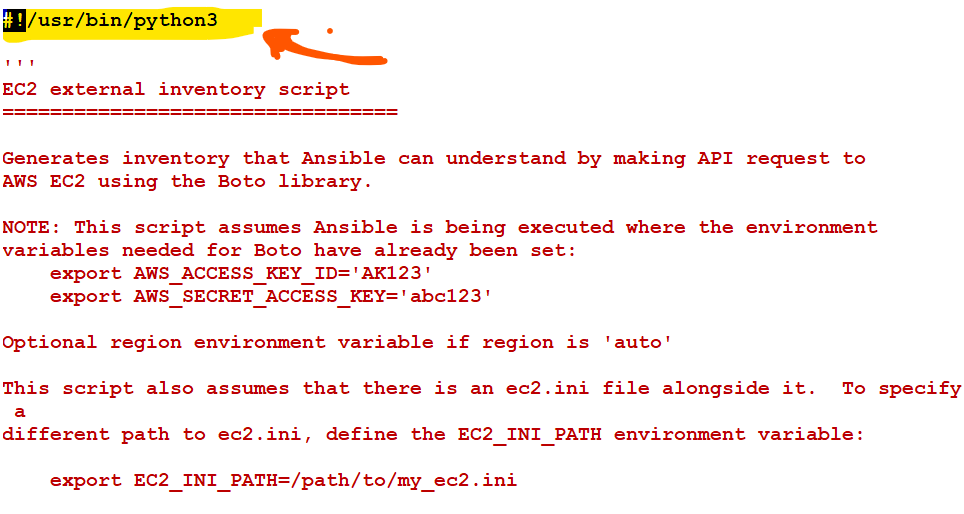 #!/usr/bin/python3
'''
EC2 external inventory script
=================================
Generates inventory that Ansible can understand by making API request to
AWS EC2 using the Boto library.
NOTE: This script assumes Ansible is being executed where the environment
variables needed for Boto have already been set:
    export AWS_ACCESS_KEY_ID='AK123'
    export AWS_SECRET_ACCESS_KEY='abc123'
Optional region environment variable if region is 'auto'
This script also assumes that there is an ec2.ini file alongside it.  To specify
 a
different path to ec2.ini, define the EC2_INI_PATH environment variable:
    export EC2_INI_PATH=/path/to/my_ec2.ini